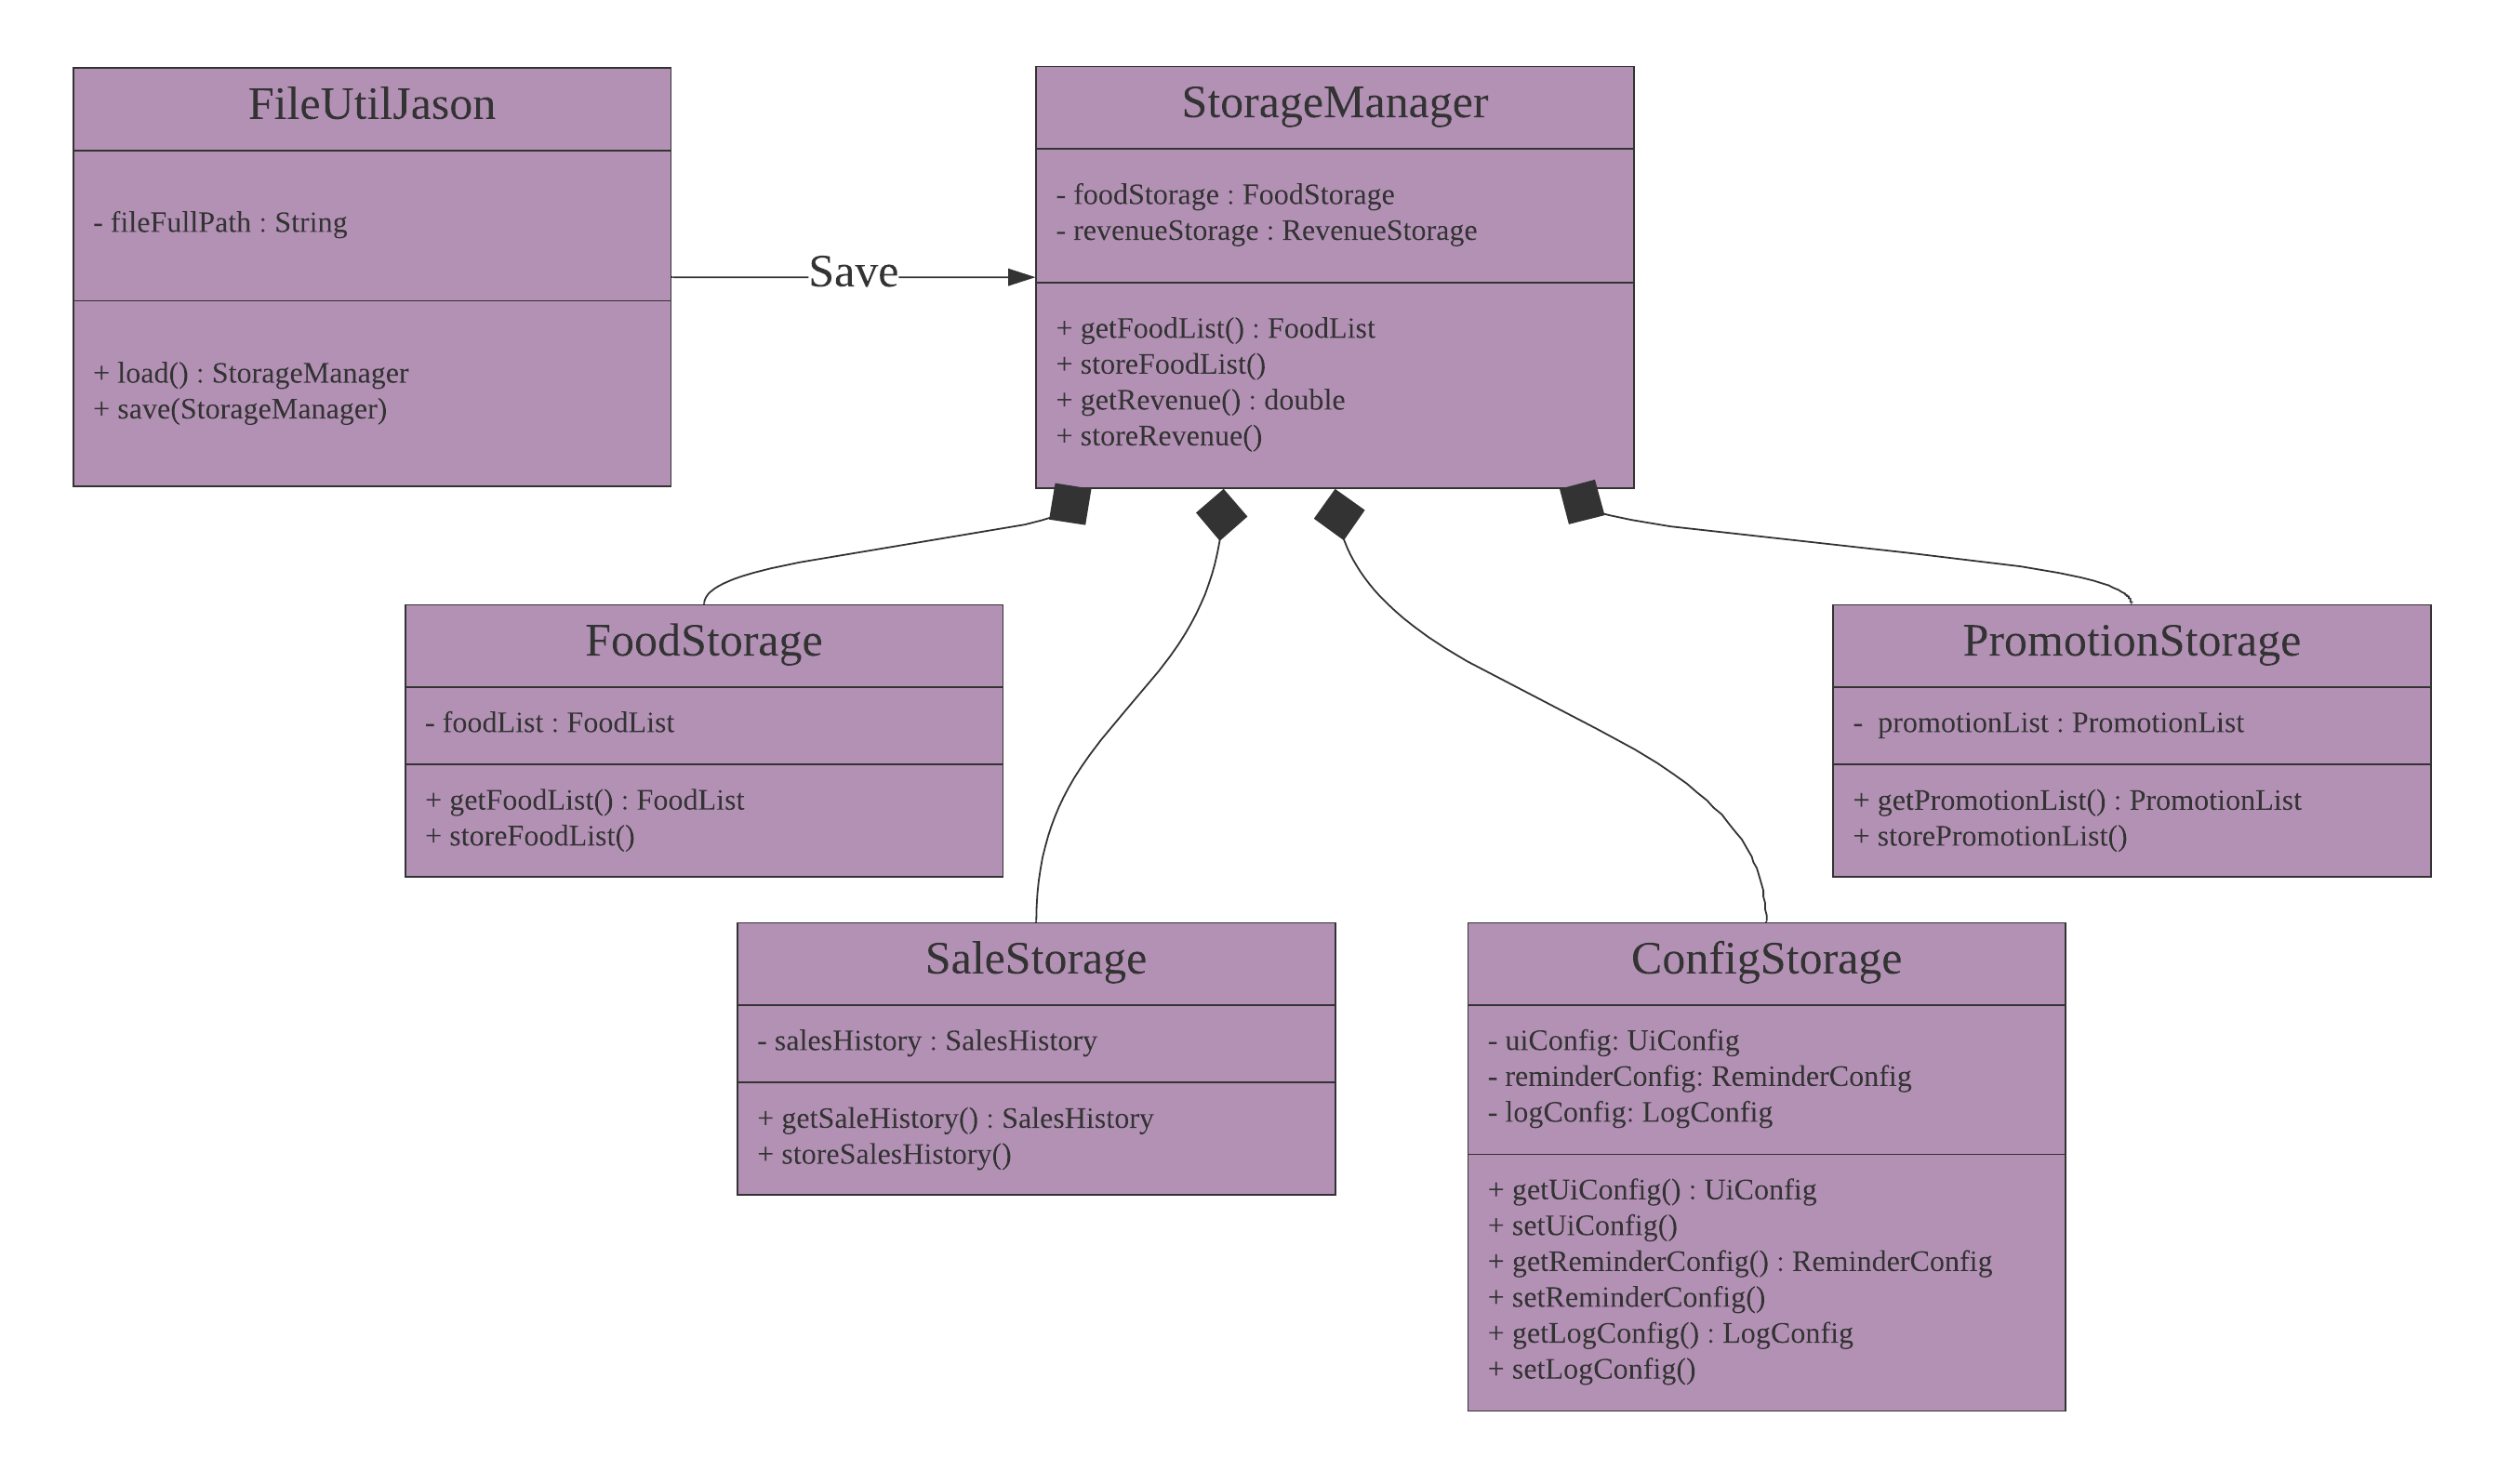 FileUtilJason
- fileFullPath : String
+ load() : StorageManager
+ save(StorageManager)
Save
StorageManager
- foodStorage : FoodStorage
- revenueStorage : RevenueStorage
+ getFoodList() : FoodList
+ storeFoodList()
+ getRevenue() : double
+ storeRevenue()
FoodStorage
- foodList : FoodList
+ getFoodList() : FoodList
+ storeFoodList()
PromotionStorage
- promotionList : PromotionList
+ getPromotionList() : PromotionList
+ storePromotionList()
SaleStorage
- salesHistory : SalesHistory
+ getSaleHistory() : SalesHistory
+ storeSalesHistory()
ConfigStorage
- uiConfig: UiConfig
- reminderConfig: ReminderConfig
- logConfig: LogConfig
+ getUiConfig() : UiConfig
+ setUiConfig()
+ getReminderConfig() : ReminderConfig
+ setReminderConfig()
+ getLogConfig() : LogConfig
+ setLogConfig()